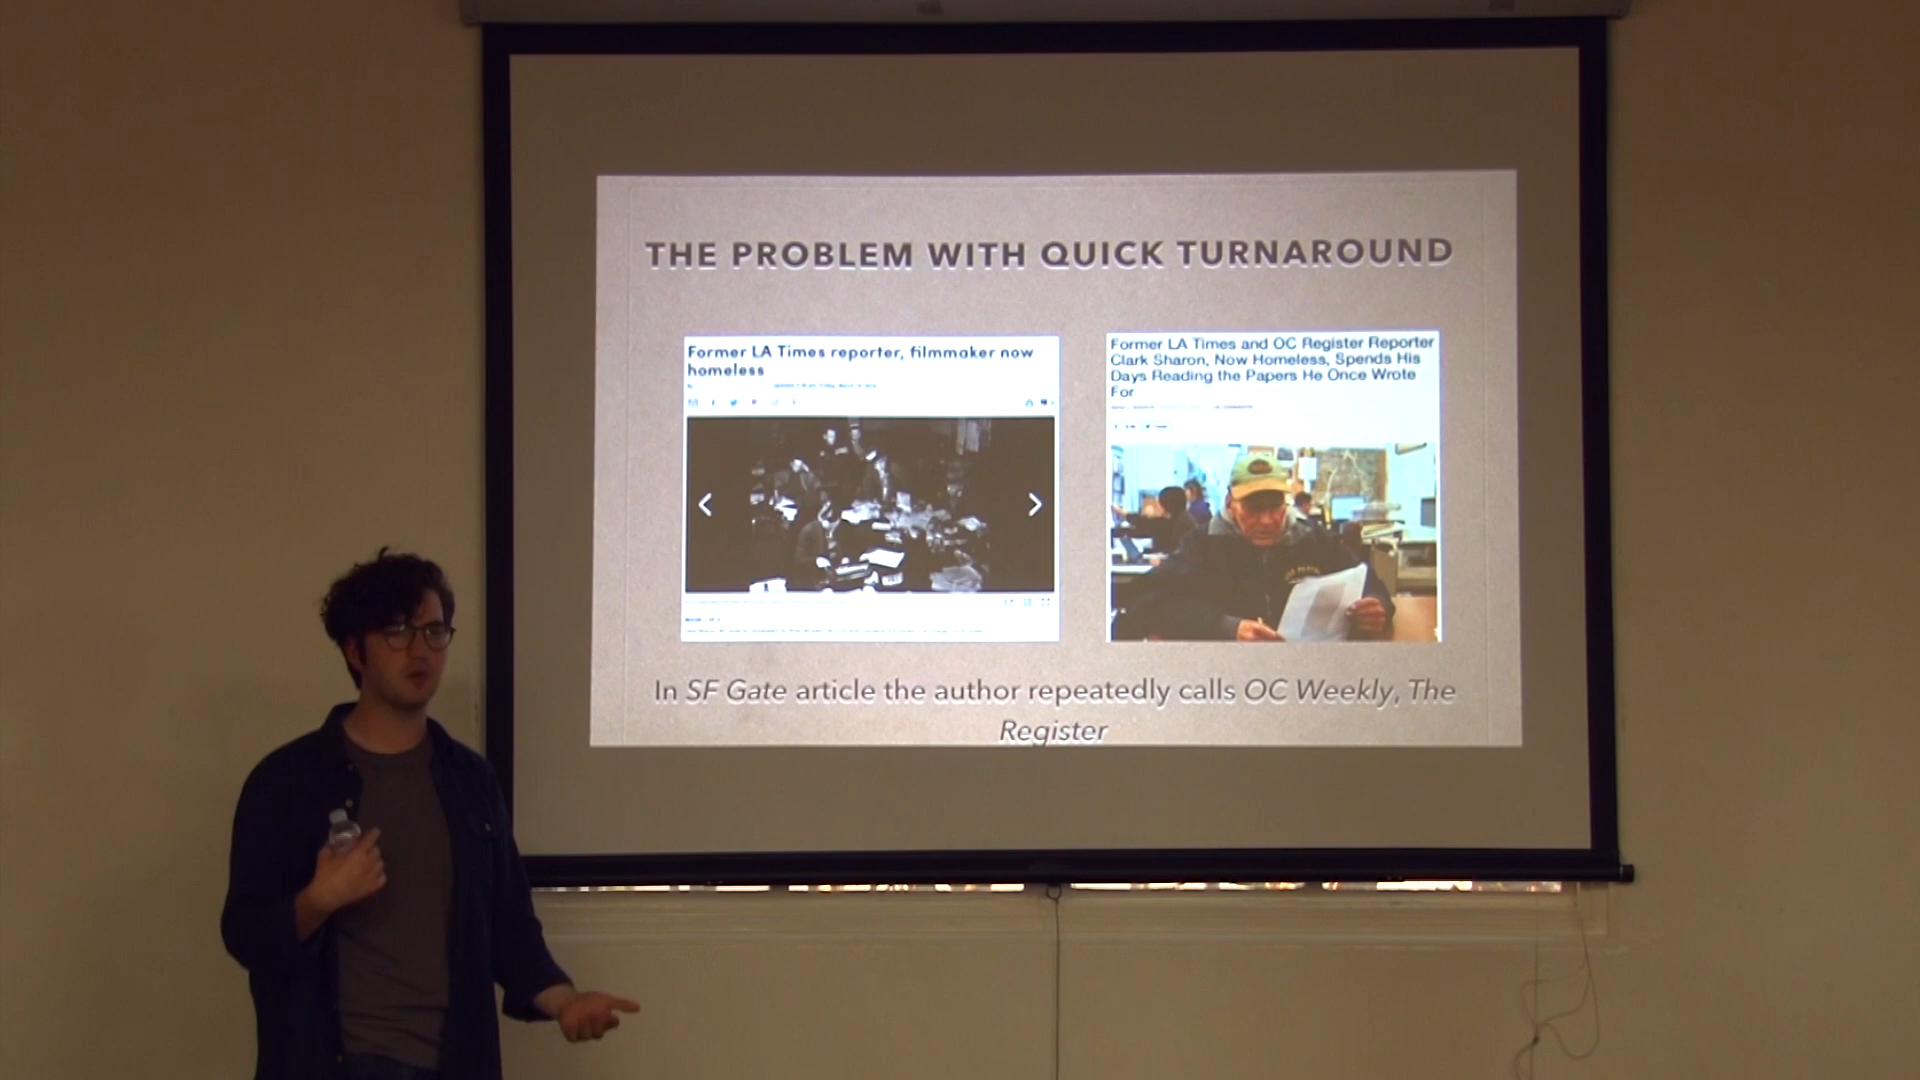 THE PROBLEM WITH QUICK TURNAROUND
Former LA Times reporter, filmmaker now
homeless
Former LA Times and OC Register Reporter
Clark Sharon, Now Homeless, Spends His
Days Reading the Papers He Once Wrote
For
In SF Gate article the author repeatedly calls OC Weekly, The
Register